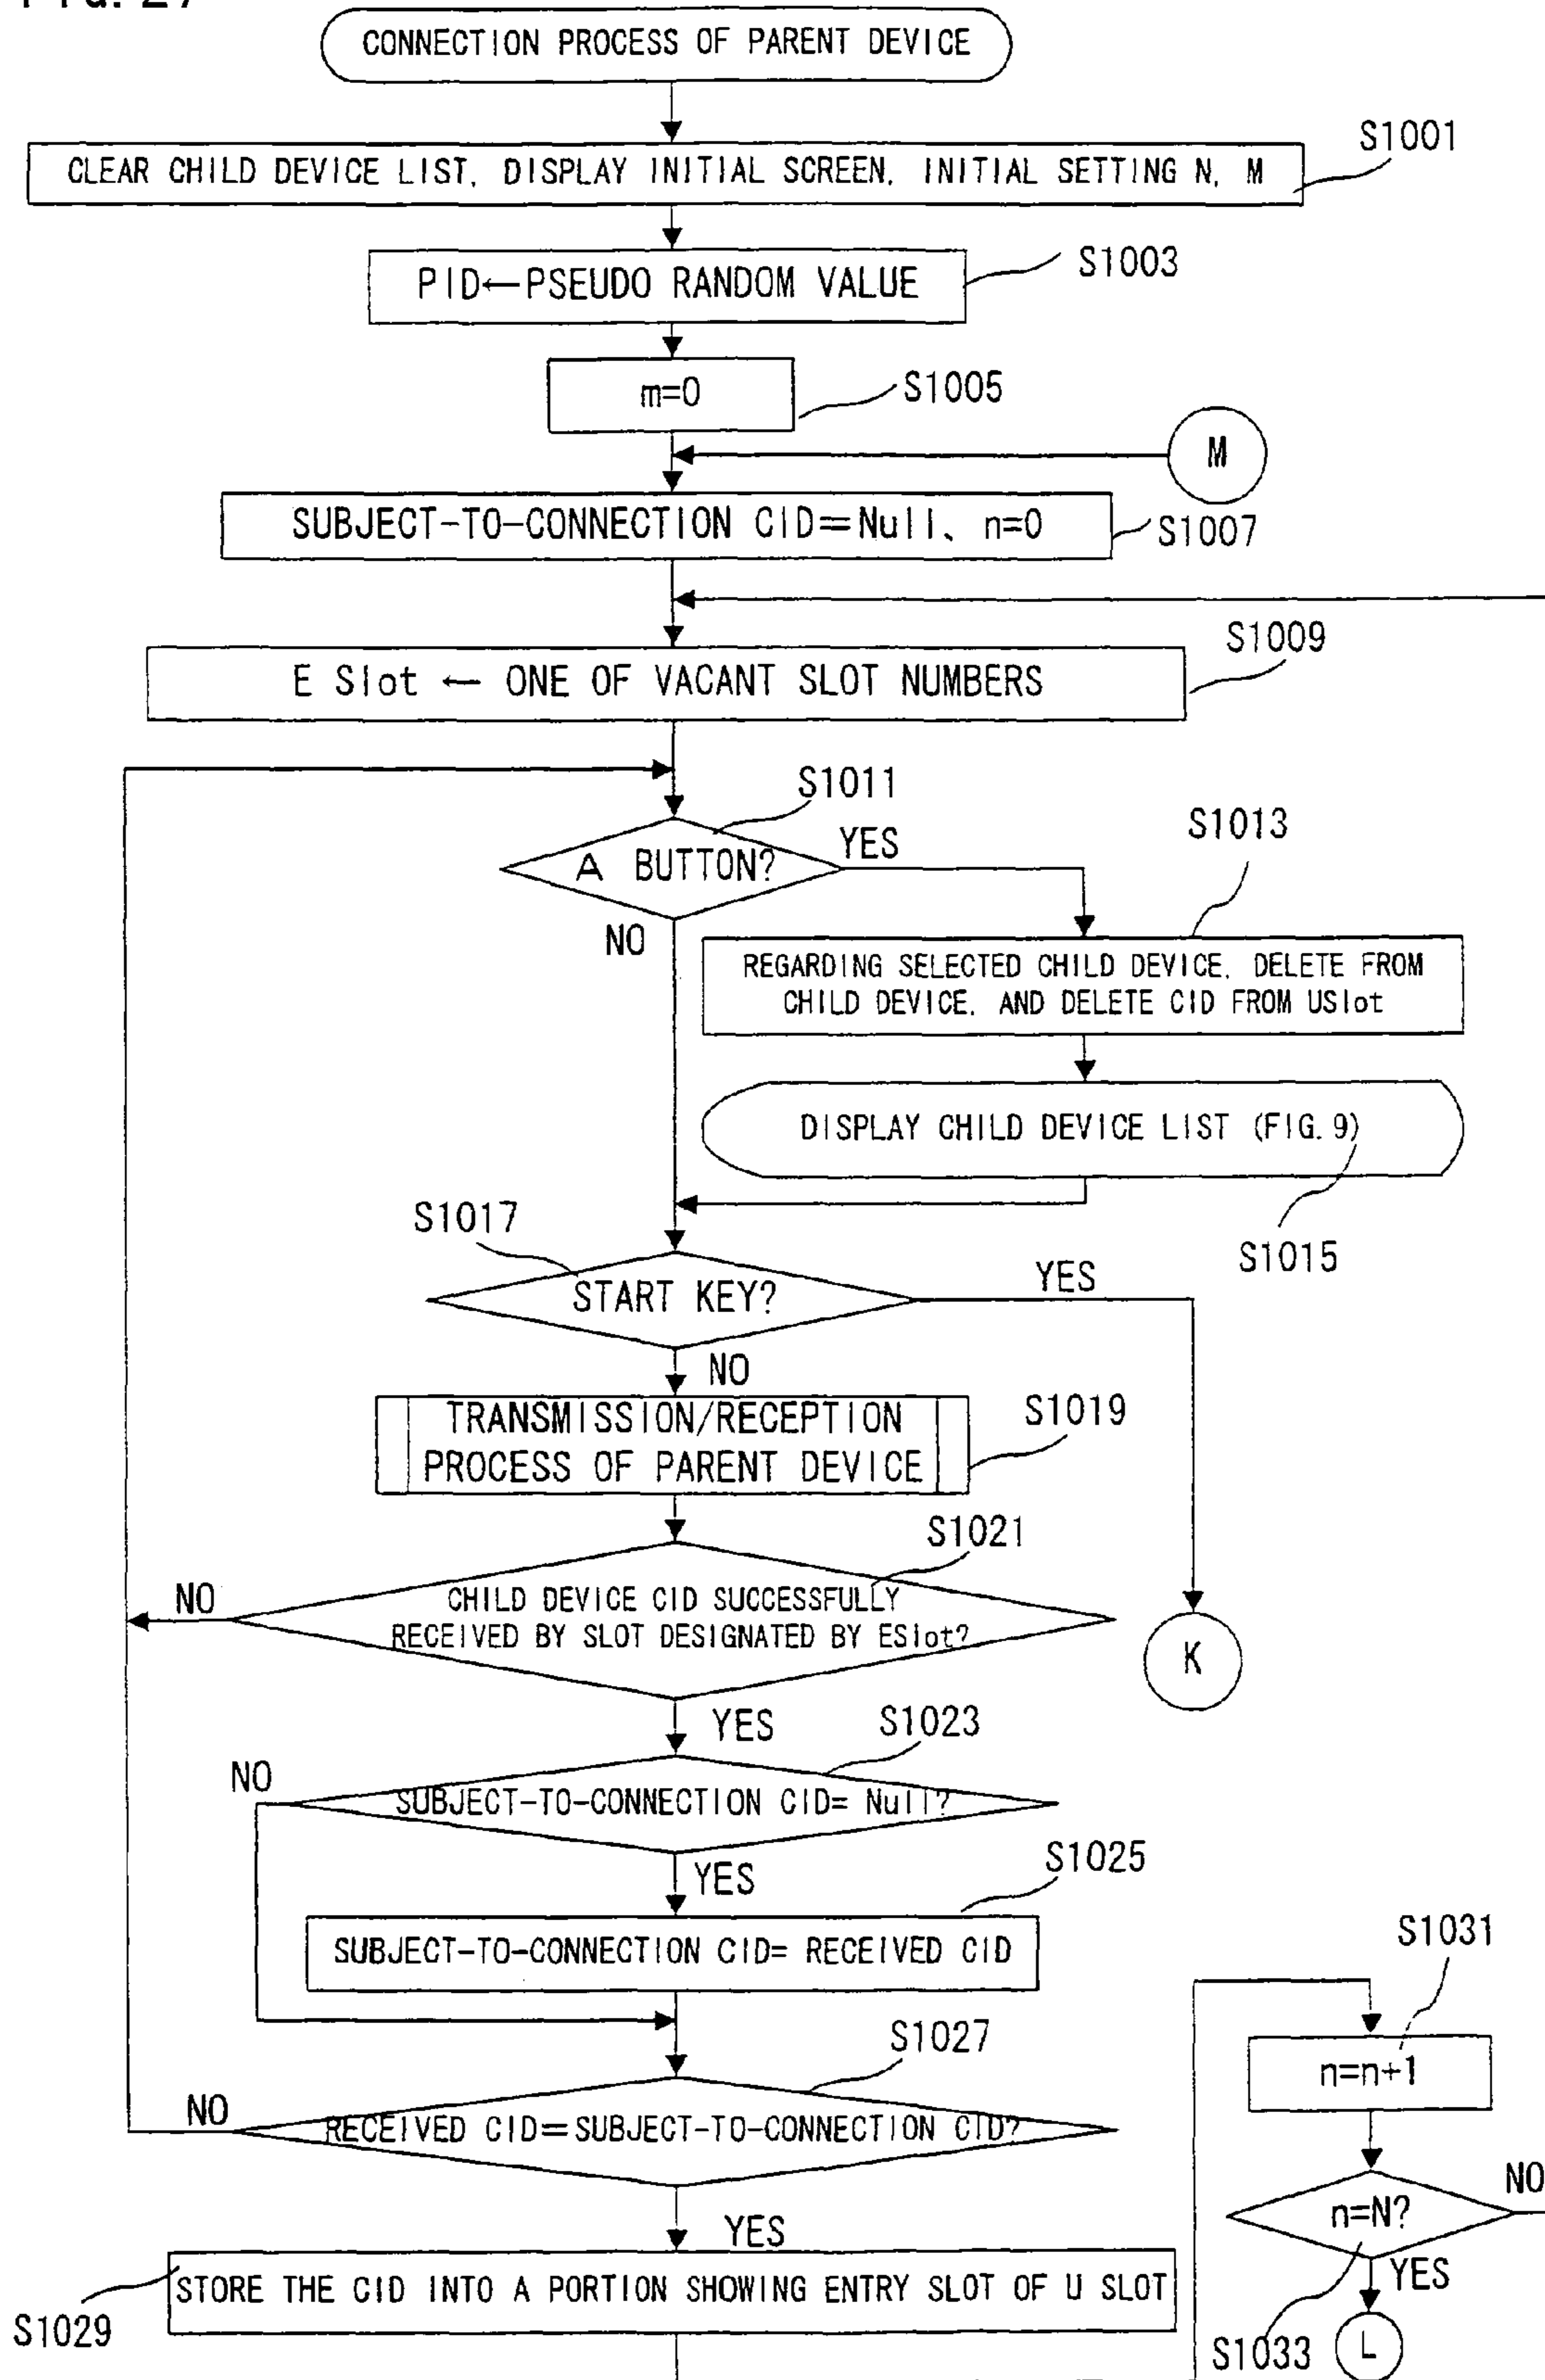 CONNECTION PROCESS OF PARENT DEVICE
S1001
CLEAR CHILD DEVICE LIST, DISPLAY INITIAL SCREEN, INITIAL SETTING N, M
S1003
PID←PSEUDO RANDOM VALUE
S1005
m=0
M
SUBJECT-TO-CONNECTION CID=Null, n=0
S1007
S1009
E Slot ← ONE OF VACANT SLOT NUMBERS
S1011
A BUTTON?
YES
NO
S1013
REGARDING SELECTED CHILD DEVICE, DELETE FROM
CHILD DEVICE, AND DELETE CID FROM USlot
DISPLAY CHILD DEVICE LIST (FIG. 9)
S1015
S1017
START KEY?
YES
NO
TRANSMISSION/RECEPTION
PROCESS OF PARENT DEVICE
S1019
S1021
CHILD DEVICE CID SUCCESSFULLY
RECEIVED BY SLOT DESIGNATED BY ESlot?
NO
K
YES
S1023
NO
SUBJECT-TO-CONNECTION CID= Null?
YES
S1025
SUBJECT-TO-CONNECTION CID= RECEIVED CID
S1031
n=n+1
S1027
NO
RECEIVED CID=SUBJECT-TO-CONNECTION CID?
NO
n=N?
YES
YES
STORE THE CID INTO A PORTION SHOWING ENTRY SLOT OF U SLOT
S1029
S1033
L